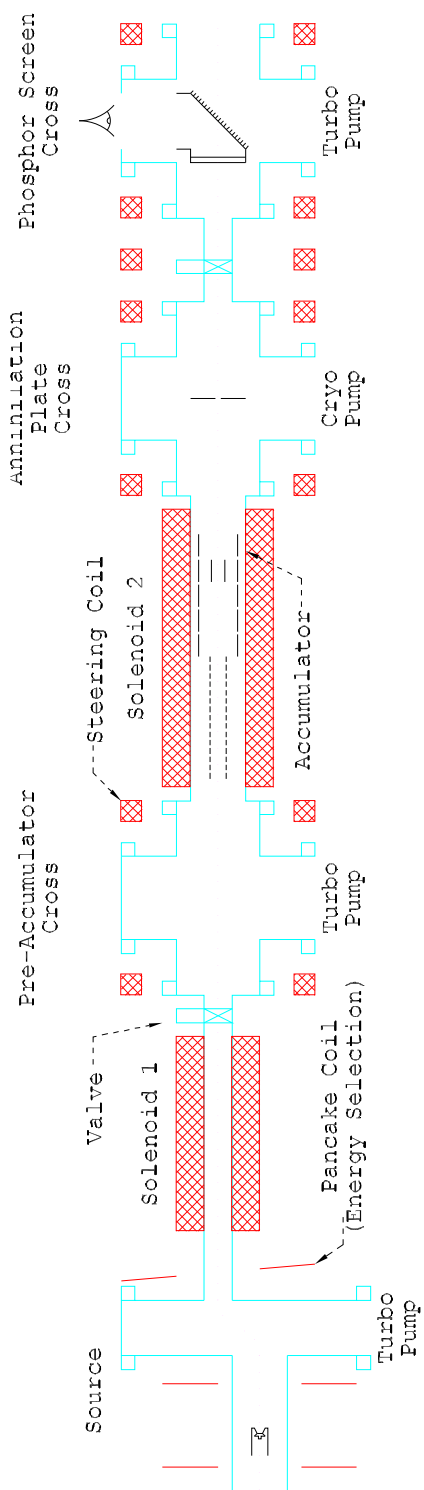 Phosphor Screen
Cross
Turbo
Pump
Annihilation
Plate
Cross
Cryo
Pump
Steering Coil
Solenoid 2
Accumulator
Pre-Accumulator
Cross
Turbo
Pump
Valve
Solenoid 1
Pancake Coil
(Energy Selection)
Source
Turbo
Pump